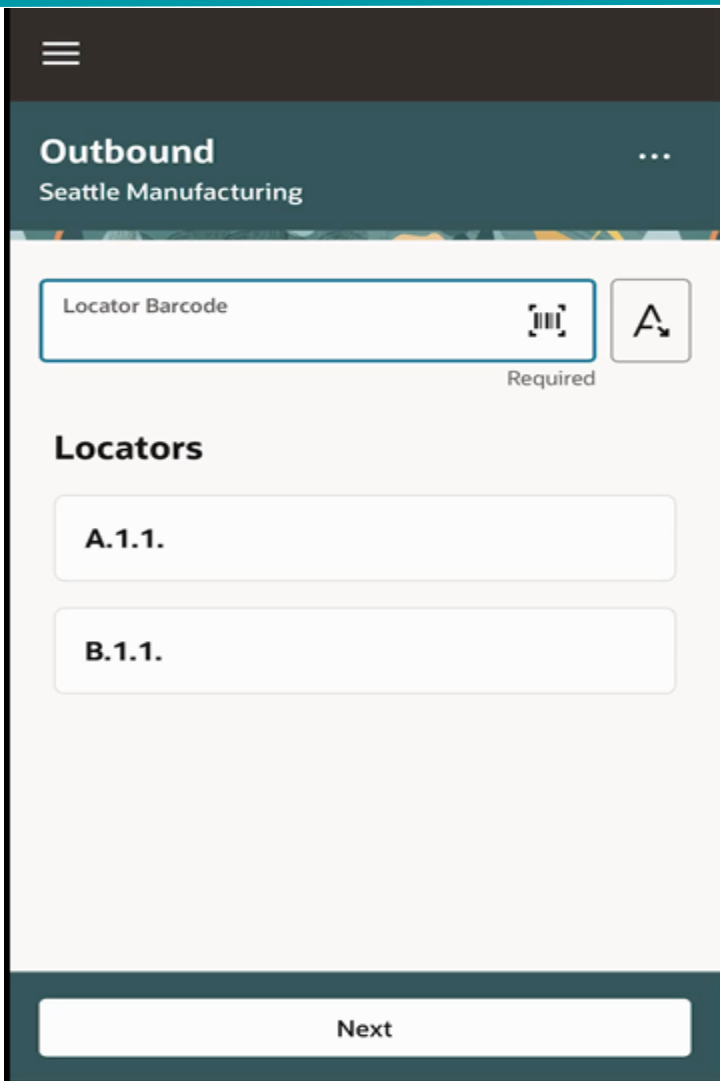 Outbound
Seattle Manufacturing
Locator Barcode
Required
Locators
A.1.1.
B.1.1.
Next